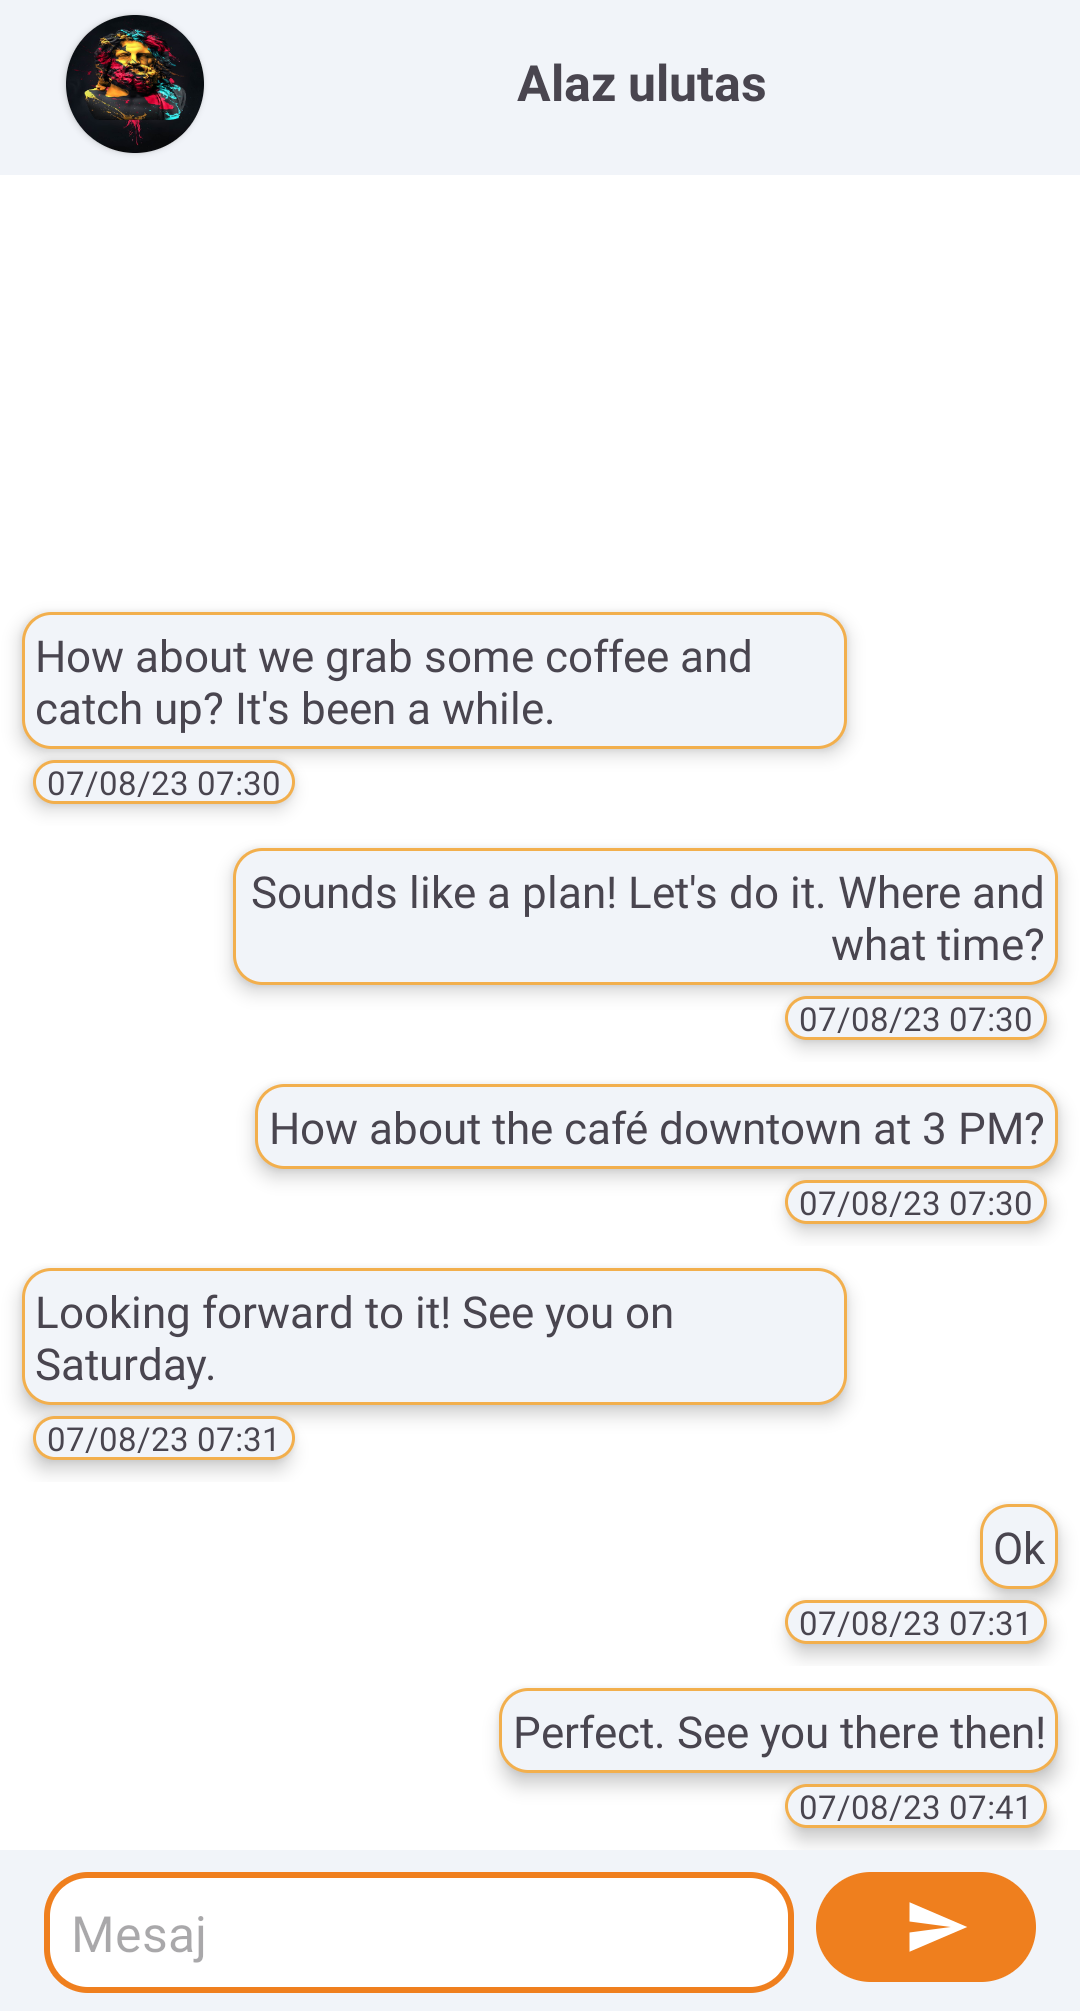 Alaz ulutas
How about we grab some coffee and
catch up? It's been a while.
07/08/23 07:30
Sounds like a plan! Let's do it. Where and
what time?
07/08/23 07:30
How about the café downtown at 3 PM?
07/08/23 07:30
Looking forward to it! See you on
Saturday.
07/08/23 07:31
Ok
07/08/23 07:31
Perfect. See you there then!
07/08/23 07:41
Mesaj